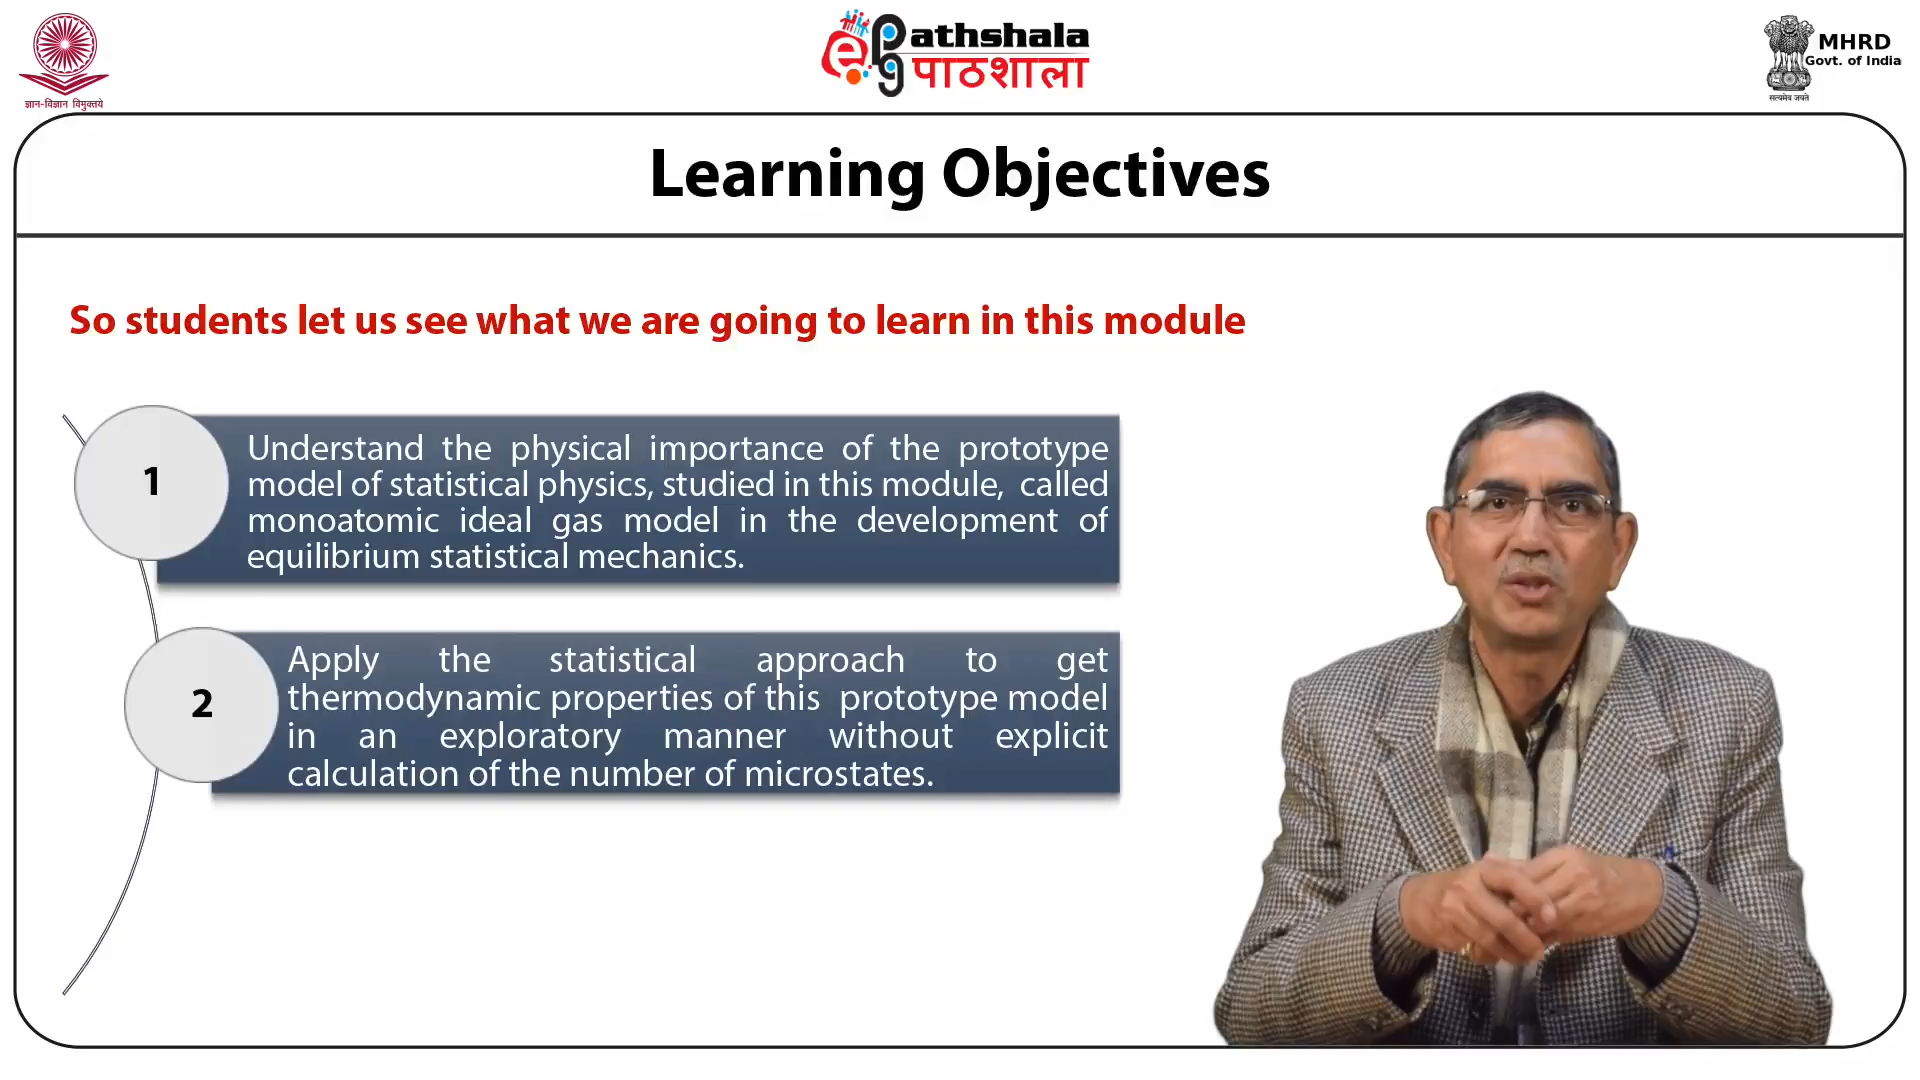 ePathshala
पाठशाला
ज्ञान-विज्ञान विमुक्तये
MHRD
Govt. of India
सत्यमेव जयते
Learning Objectives
So students let us see what we are going to learn in this module
1
Understand the physical importance of the prototype
model of statistical physics, studied in this module, called
monoatomic ideal gas model in the development of
equilibrium statistical mechanics.
2
Apply the statistical approach to get
thermodynamic properties of this prototype model
in an exploratory manner without explicit
calculation of the number of microstates.